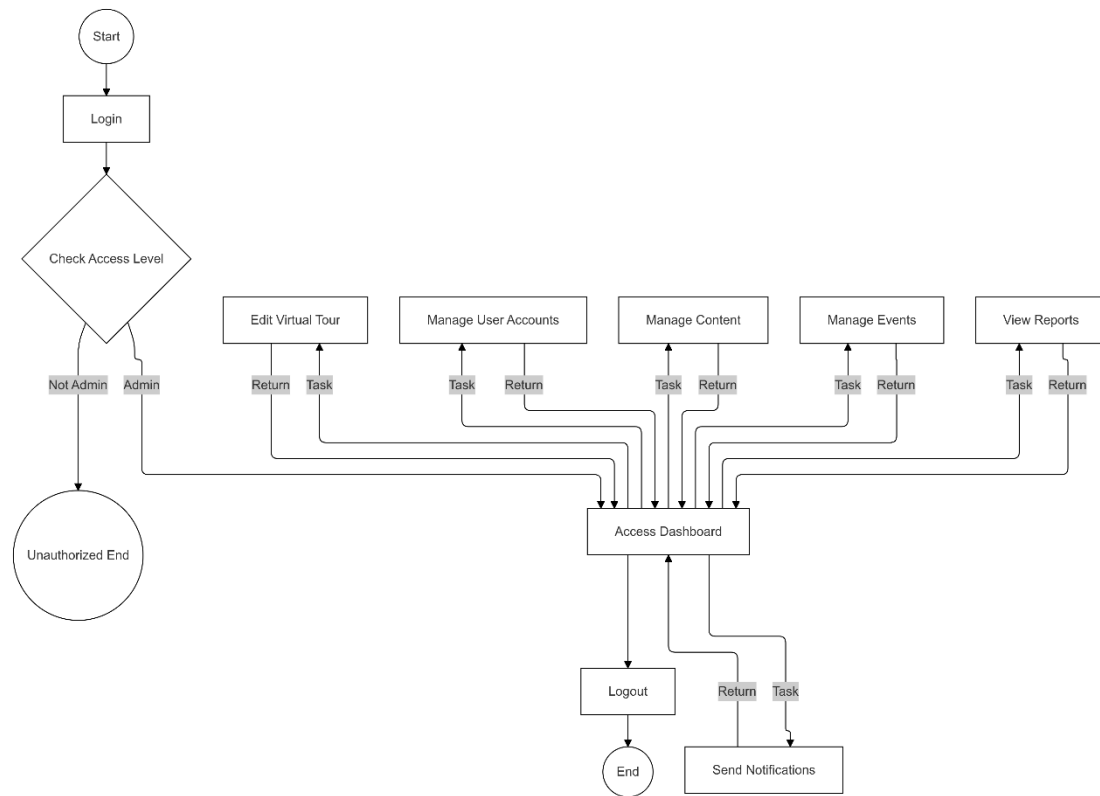 Start
Login
Check Access Level
Edit Virtual Tour
Manage User Accounts
Manage Content
Manage Events
View Reports
Not Admin
Admin
Return
Task
Task
Return
Task
Return
Task
Return
Task
Return
Access Dashboard
Unauthorized End
Logout
Return
Task
End
Send Notifications